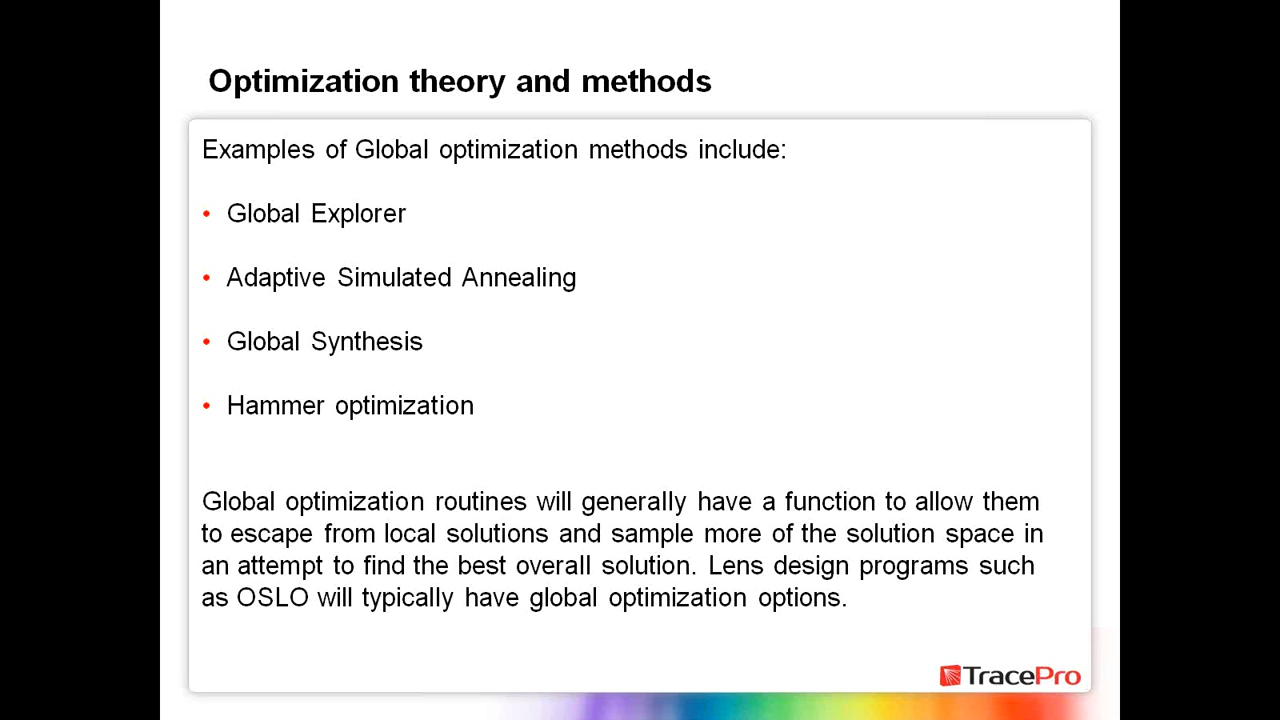 Optimization theory and methods
Examples of Global optimization methods include:
• Global Explorer
• Adaptive Simulated Annealing
• Global Synthesis
• Hammer optimization
Global optimization routines will generally have a function to allow them
to escape from local solutions and sample more of the solution space in
an attempt to find the best overall solution. Lens design programs such
as OSLO will typically have global optimization options.
TracePro